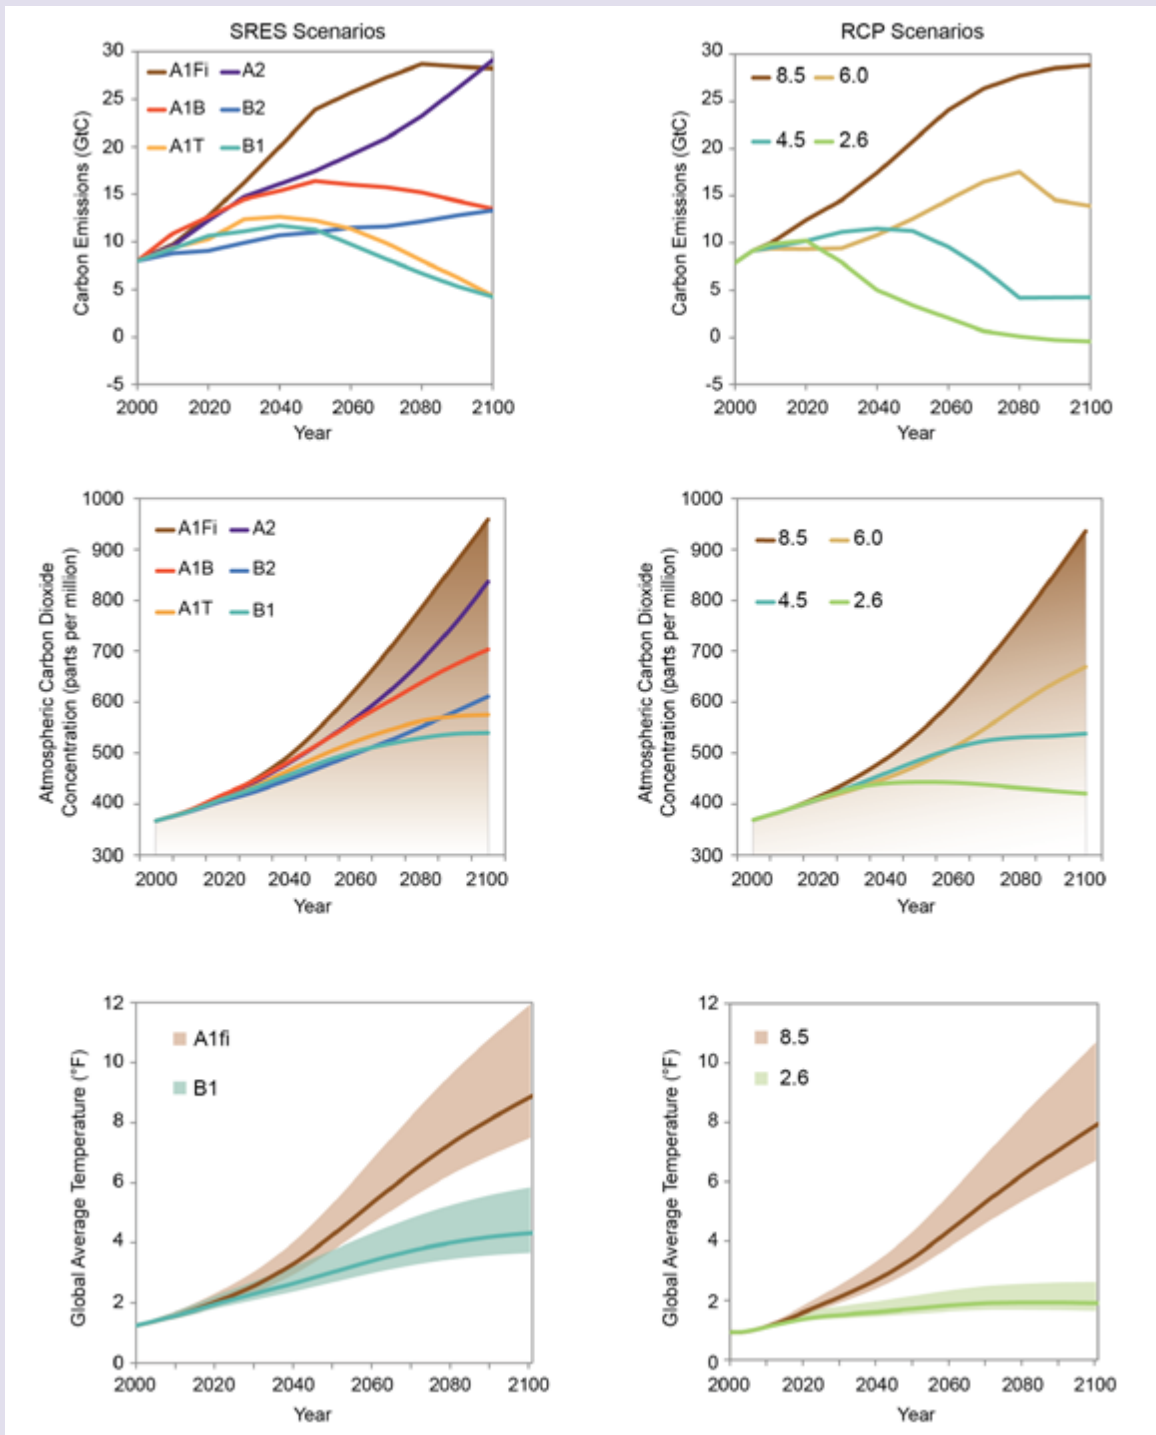 SRES Scenarios
30
25
20
15
10
5
0
-5
Carbon Emissions (GtC)
A1Fi A2
A1B B2
A1T B1
2000 2020 2040 2060 2080 2100
Year
RCP Scenarios
30
25
20
15
10
5
0
-5
Carbon Emissions (GtC)
8.5 6.0
4.5 2.6
2000 2020 2040 2060 2080 2100
Year
1000
900
800
700
600
500
400
300
Atmospheric Carbon Dioxide
Concentration (parts per million)
A1Fi A2
A1B B2
A1T B1
2000 2020 2040 2060 2080 2100
Year
1000
900
800
700
600
500
400
300
Atmospheric Carbon Dioxide
Concentration (parts per million)
8.5 6.0
4.5 2.6
2000 2020 2040 2060 2080 2100
Year
12
10
8
6
4
2
0
Global Average Temperature (°F)
A1fi
B1
2000 2020 2040 2060 2080 2100
Year
12
10
8
6
4
2
0
Global Average Temperature (°F)
8.5
2.6
2000 2020 2040 2060 2080 2100
Year